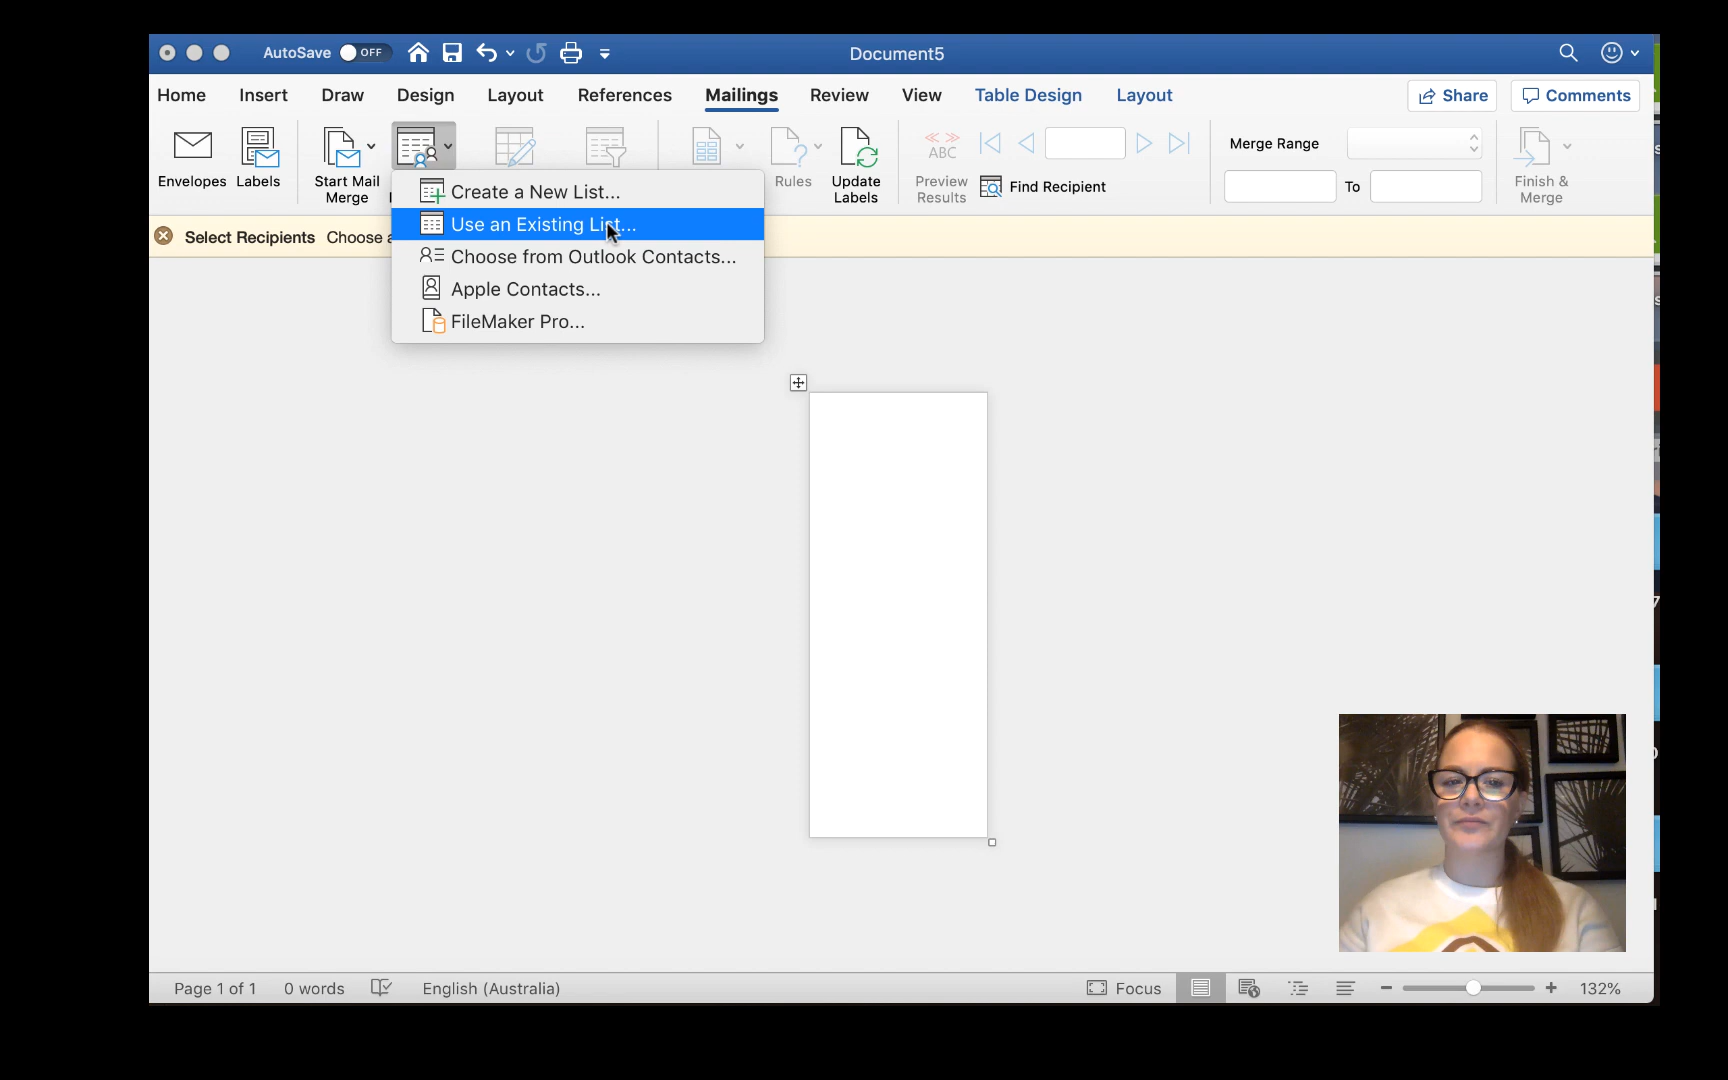 AutoSave OFF Document5
Home Insert Draw Design Layout References Mailings Review View Table Design Layout Share Comments
ABC Merge Range
Envelopes Labels Start Mail Merge Rules Update Labels Preview Results Find Recipient To Finish & Merge
Create a New List...
Select Recipients Choose
Use an Existing List...
Choose from Outlook Contacts...
Apple Contacts...
FileMaker Pro...
Page 1 of 1 0 words English (Australia) Focus 132%